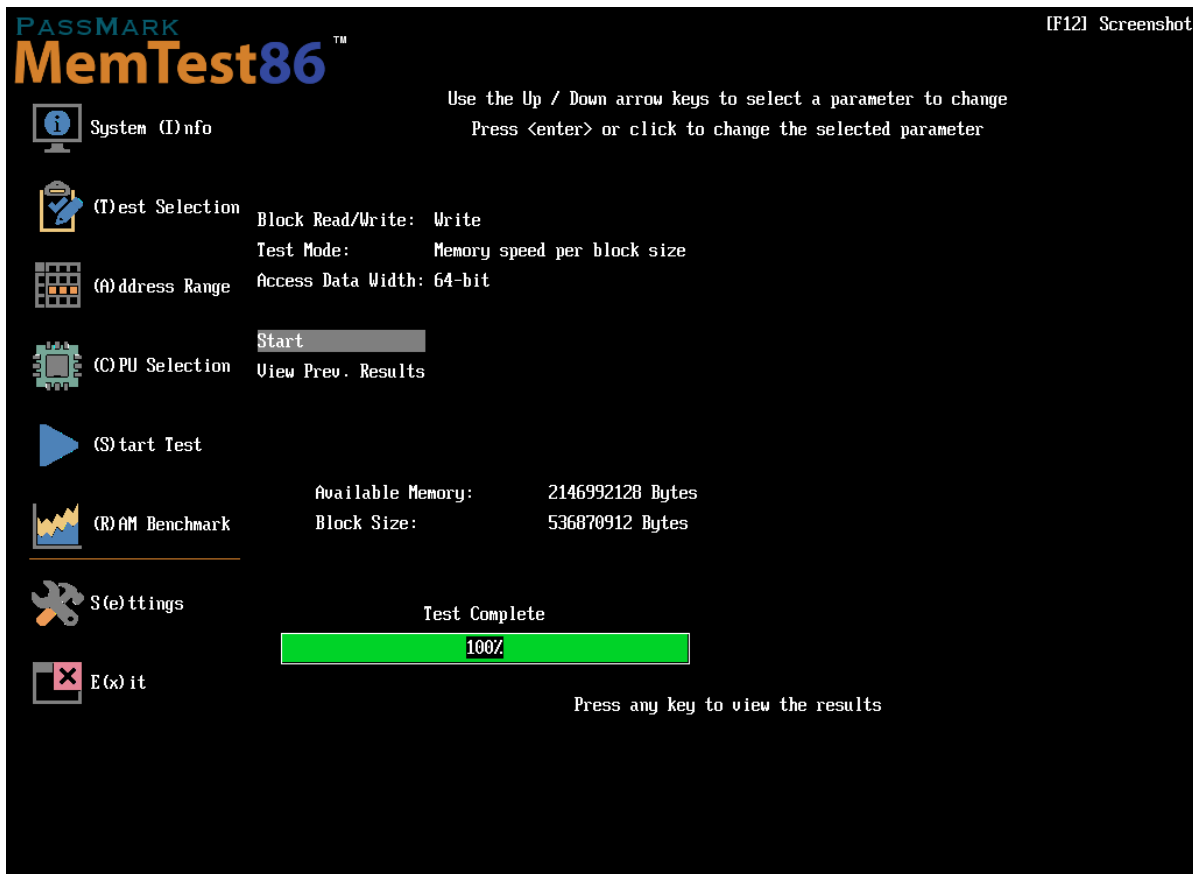 PASSMARK
MemTest86™
[F12] Screenshot
Use the Up / Down arrow keys to select a parameter to change
Press <enter> or click to change the selected parameter
System (I)nfo
(T)est Selection
(A)ddress Range
(C)PU Selection
(S)tart Test
(R)AM Benchmark
S(e)ttings
E(x)it
Block Read/Write: Write
Test Mode: Memory speed per block size
Access Data Width: 64-bit
Start
View Prev. Results
Available Memory: 2146992128 Bytes
Block Size: 536870912 Bytes
Test Complete
100%
Press any key to view the results